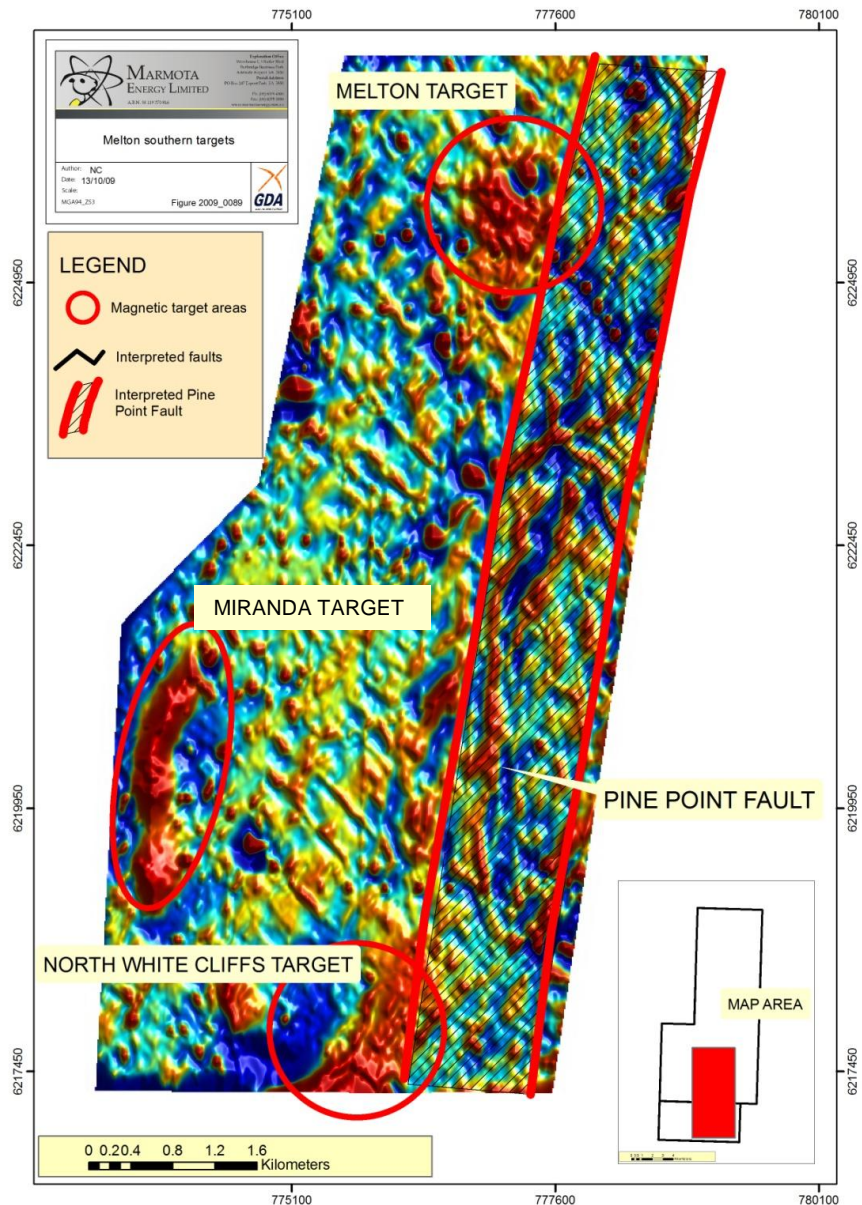 775100
777600
780100
Exploration Office
MARMOTA
ENERGY LIMITED
Melton southern targets
Author: NC
Date: 13/10/09
Scale:
MGA94_Z53
Figure 2009_0089
GDA
MELTON TARGET
6224950
6224950
LEGEND
Magnetic target areas
Interpreted faults
Interpreted Pine
Point Fault
6222450
6222450
MIRANDA TARGET
6219950
6219950
PINE POINT FAULT
NORTH WHITE CLIFFS TARGET
MAP AREA
6217450
6217450
0 0.20.4 0.8 1.2 1.6
Kilometers
775100
777600
780100